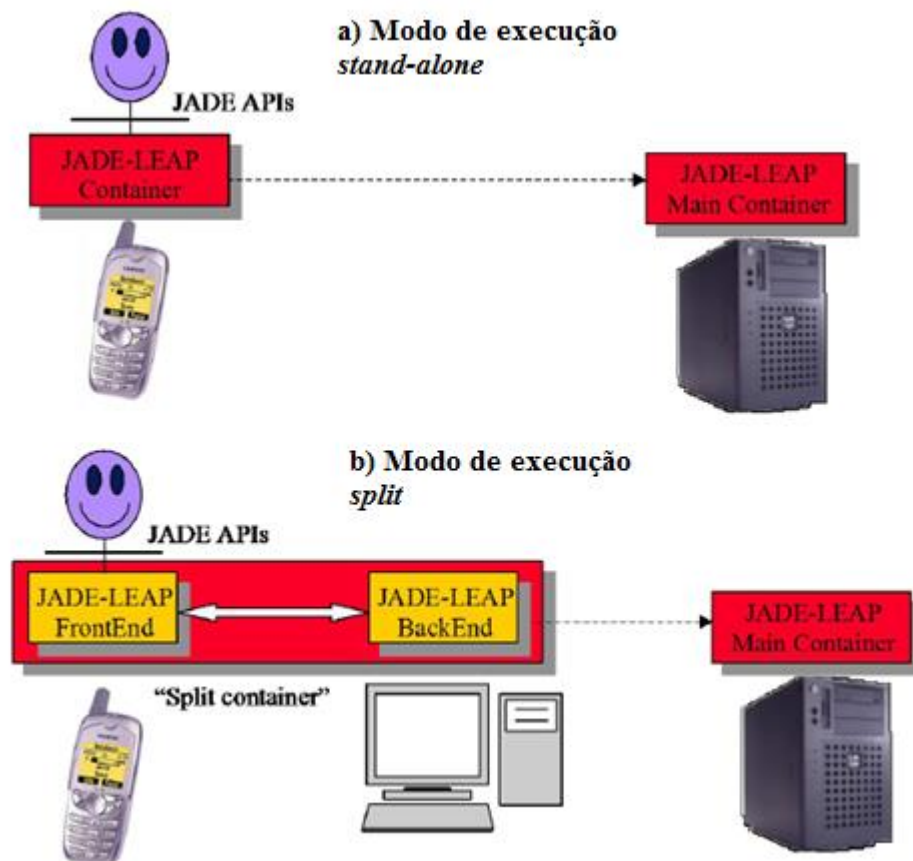 a) Modo de execução
stand-alone
JADE APIs
JADE-LEAP
Container
JADE-LEAP
Main Container
b) Modo de execução
split
JADE APIs
JADE-LEAP
FrontEnd
JADE-LEAP
BackEnd
JADE-LEAP
Main Container
“Split container”